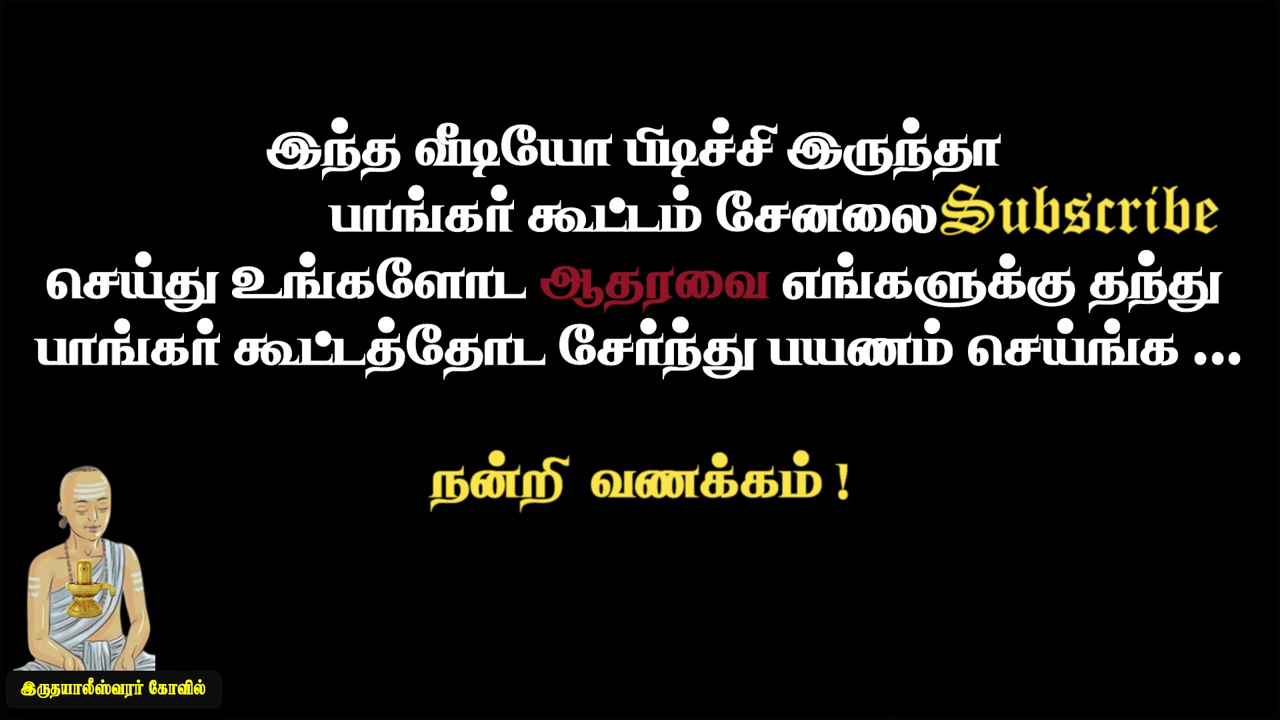 இந்த வீடியோ பிடிச்சி இருந்தா
பாங்கர் கூட்டம் சேனலை Subscribe
செய்து உங்களோட ஆதரவை எங்களுக்கு தந்து
பாங்கர் கூட்டத்தோட சேர்ந்து பயணம் செய்ங்க ...
நன்றி வணக்கம் !
இருதயாலீஸ்வரர் கோவில்